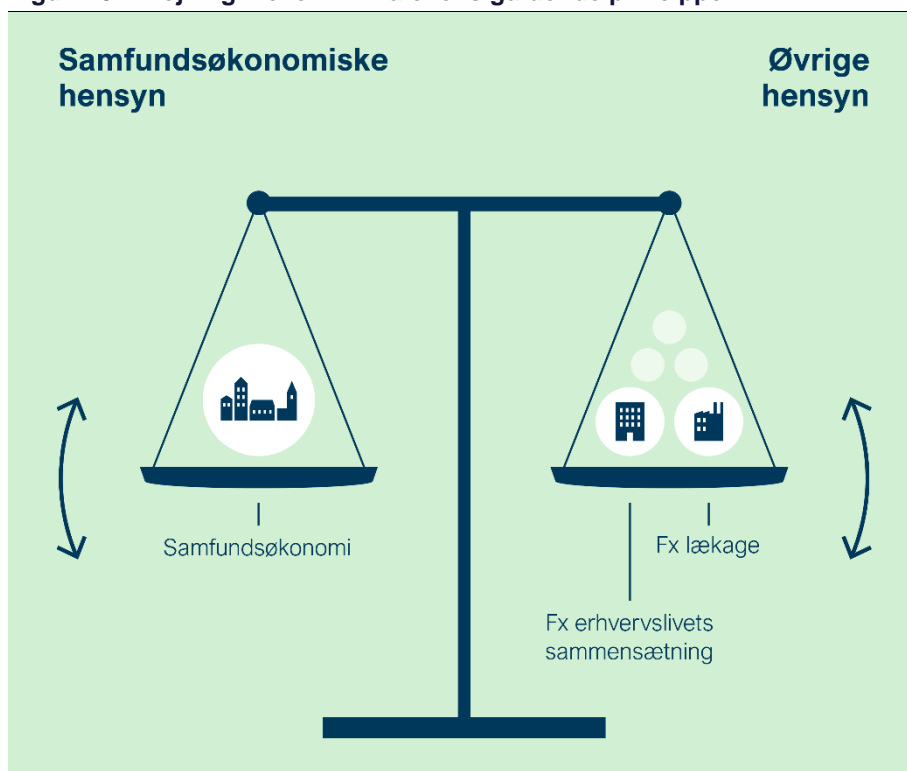 Samfundsøkonomiske
hensyn
Øvrige
hensyn
Samfundsøkonomi
Fx lækage
Fx erhvervslivets
sammensætning